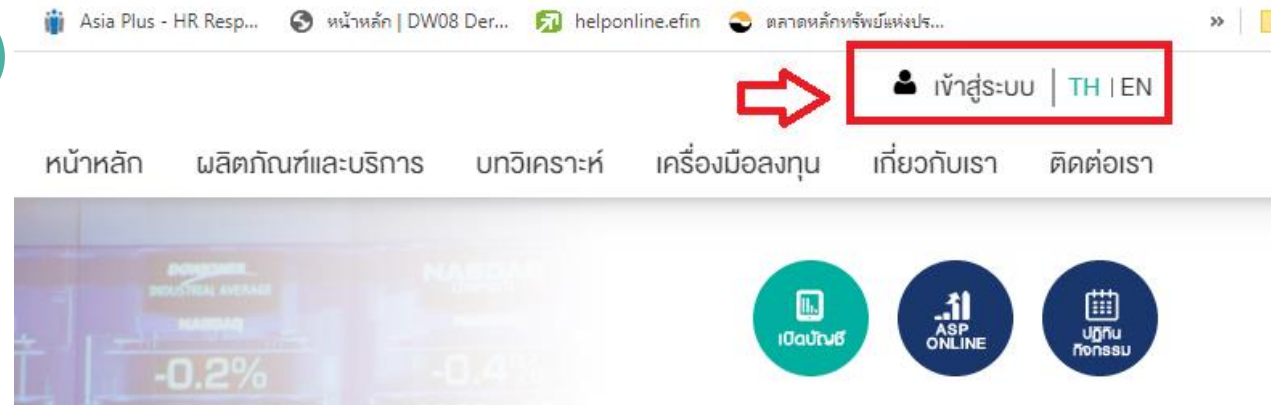 Asia Plus - HR Resp... หน้าหลัก | DW08 Der... helponline.efin ตลาดหลักทรัพย์แห่งปร... »
เข้าสู่ระบบ | TH | EN
หน้าหลัก ผลิตภัณฑ์และบริการ บทวิเคราะห์ เครื่องมือลงทุน เกี่ยวกับเรา ติดต่อเรา
DOW JONES
INDUSTRIAL AVERAGE
NASDAQ
-0.2%
NASDAQ
-0.4%
เปิดบัญชี
ASP
ONLINE
ปฏิทิน
กิจกรรม